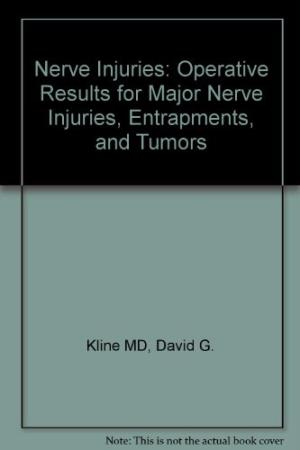 Nerve Injuries: Operative
Results for Major Nerve
Injuries, Entrapments,
and Tumors
Kline MD, David G.
Note: This is not the actual book cover